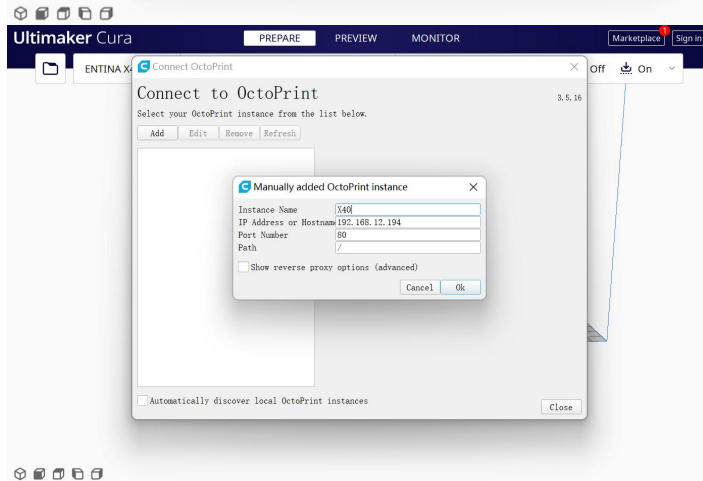 Ultimaker Cura
PREPARE PREVIEW MONITOR
Marketplace 1 Sign in
ENTINA X4
Off On
Connect OctoPrint
Connect to OctoPrint
3.5.16
Select your OctoPrint instance from the list below.
Add Edit Remove Refresh
Manually added OctoPrint instance
Instance Name X40
IP Address or Hostnam 192.168.12.194
Port Number 80
Path /
Show reverse proxy options (advanced)
Cancel Ok
Automatically discover local OctoPrint instances
Close